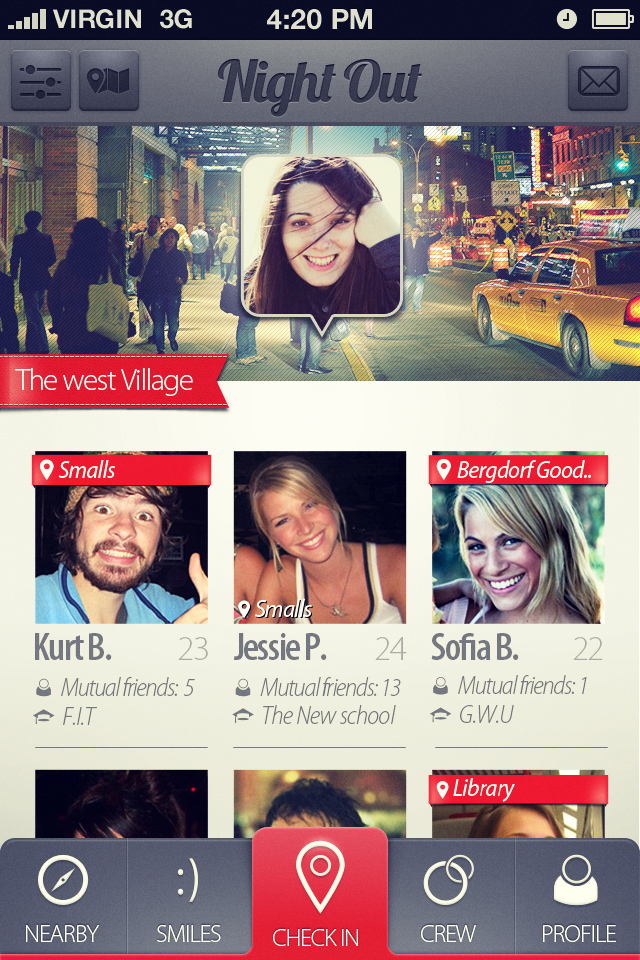 VIRGIN 3G 4:20 PM
Night Out
The west Village
Smalls
Smalls
Bergdorf Good..
Kurt B. 23
Mutual friends: 5
F.I.T
Jessie P. 24
Mutual friends: 13
The New school
Sofia B. 22
Mutual friends: 1
G.W.U
Library
NEARBY
SMILES
CHECK IN
CREW
PROFILE